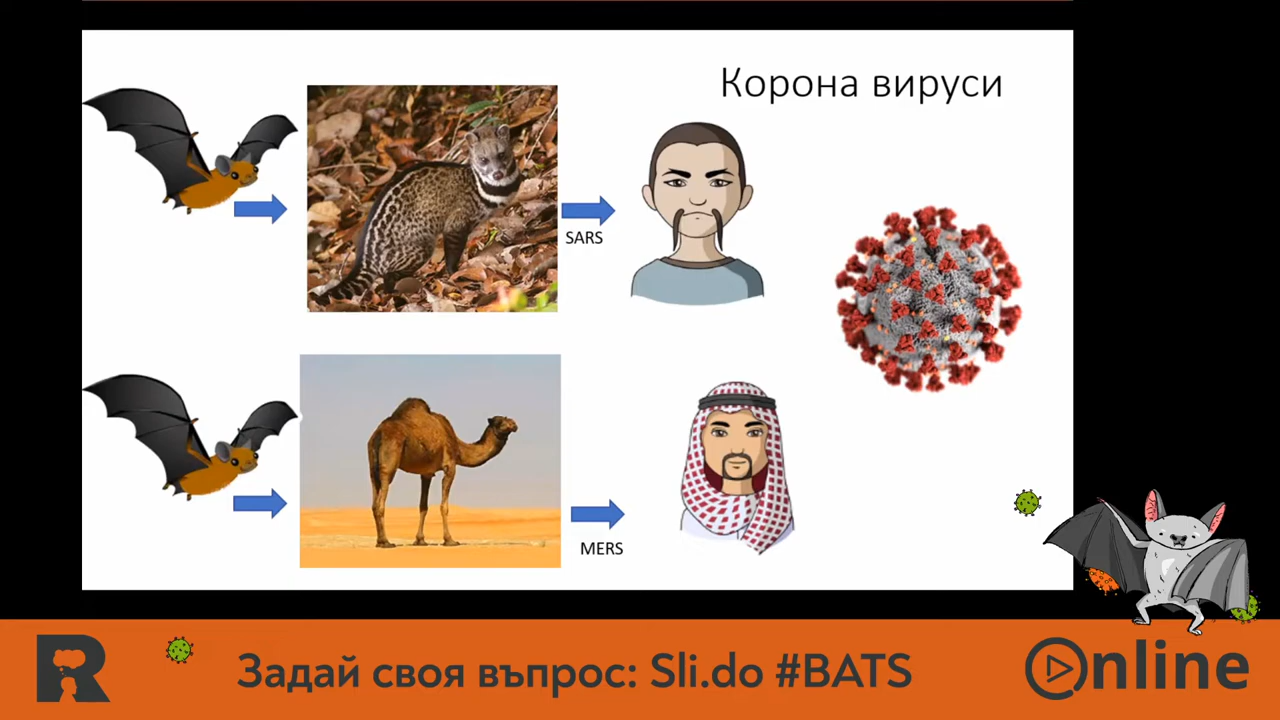 Корона вируси
SARS
MERS
Задай своя въпрос: Sli.do #BATS
R
Online